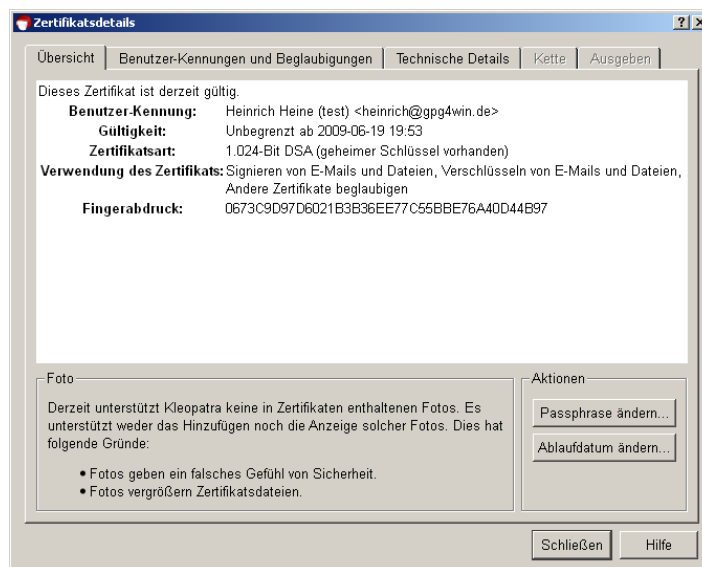 Zertifikatsdetails
Übersicht Benutzer-Kennungen und Beglaubigungen Technische Details Kette Ausgeben
Dieses Zertifikat ist derzeit gültig.
Benutzer-Kennung: Heinrich Heine (test) <heinrich@gpg4win.de>
Gültigkeit: Unbegrenzt ab 2009-06-19 19:53
Zertifikatsart: 1.024-Bit DSA (geheimer Schlüssel vorhanden)
Verwendung des Zertifikats: Signieren von E-Mails und Dateien, Verschlüsseln von E-Mails und Dateien,
Andere Zertifikate beglaubigen
Fingerabdruck: 0673C9D97D6021B3B36EE77C55BBE76A40D44B97
Foto
Derzeit unterstützt Kleopatra keine in Zertifikaten enthaltenen Fotos. Es
unterstützt weder das Hinzufügen noch die Anzeige solcher Fotos. Dies hat
folgende Gründe:
• Fotos geben ein falsches Gefühl von Sicherheit.
• Fotos vergrößern Zertifikatsdateien.
Aktionen
Passphrase ändern...
Ablaufdatum ändern...
Schließen Hilfe